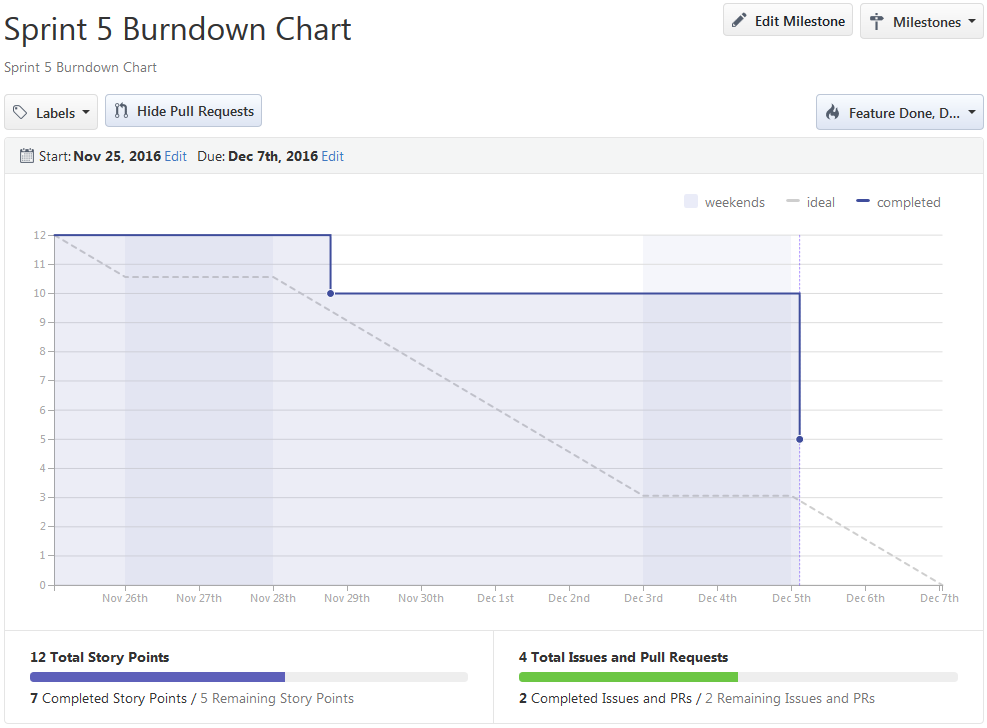 Sprint 5 Burndown Chart
Edit Milestone
Milestones
Sprint 5 Burndown Chart
Labels
Hide Pull Requests
Feature Done, D...
Start: Nov 25, 2016 Edit Due: Dec 7th, 2016 Edit
weekends ideal completed
12
11
10
9
8
7
6
5
4
3
2
1
0
Nov 26th Nov 27th Nov 28th Nov 29th Nov 30th Dec 1st Dec 2nd Dec 3rd Dec 4th Dec 5th Dec 6th Dec 7th
12 Total Story Points
7 Completed Story Points / 5 Remaining Story Points
4 Total Issues and Pull Requests
2 Completed Issues and PRs / 2 Remaining Issues and PRs